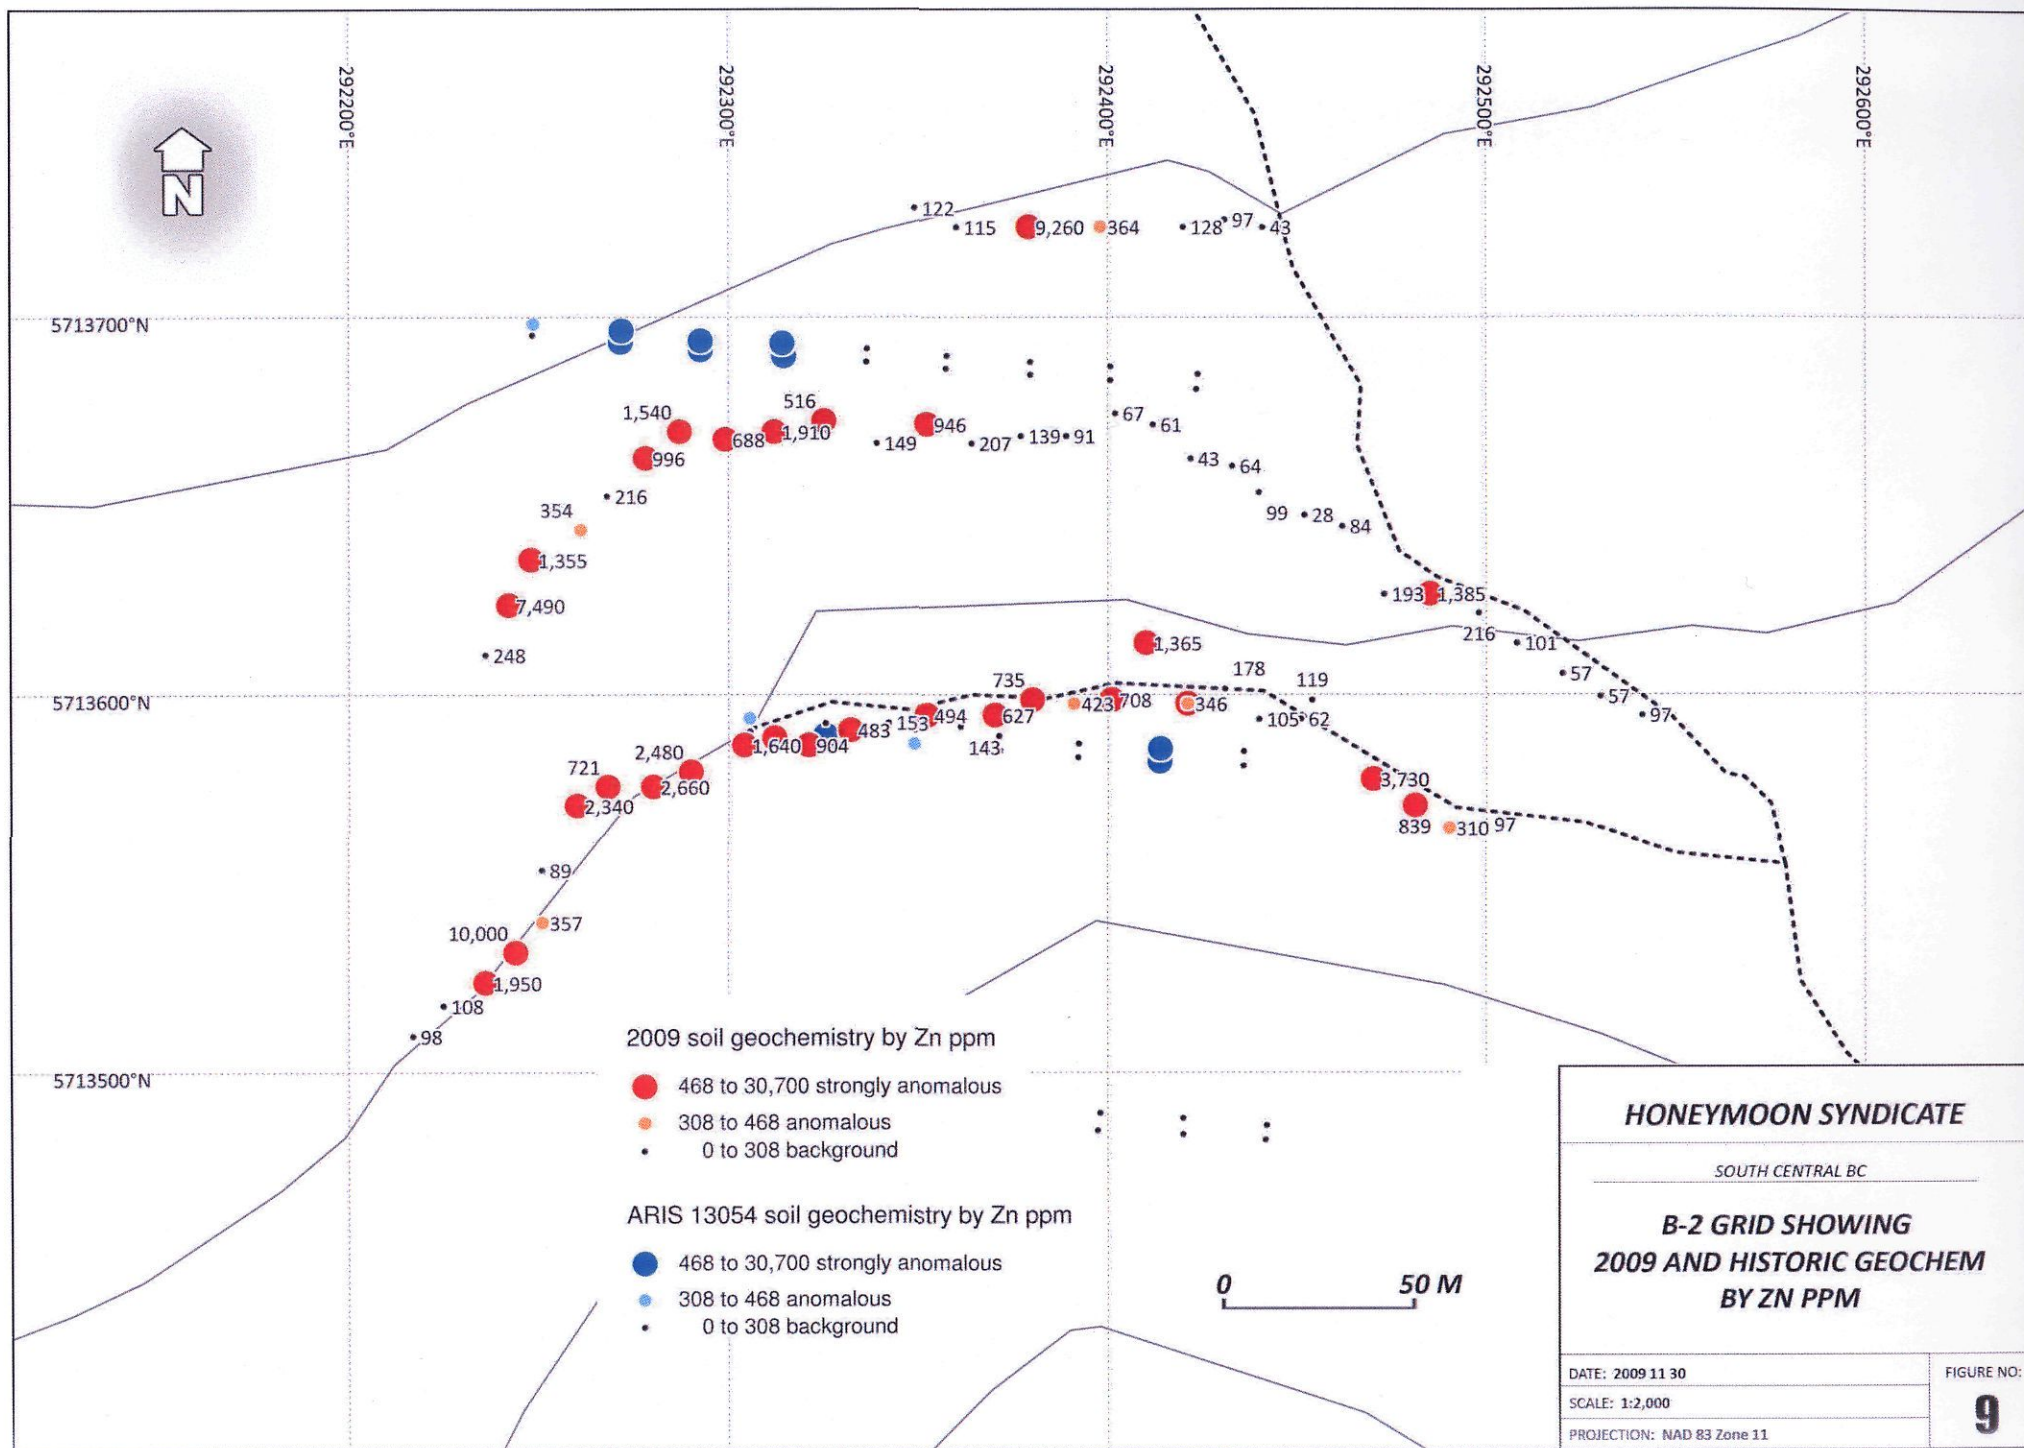 292200°E
292300°E
292400°E
292500°E
292600°E
N
122
115
9,260
364
128
97
43
5713700°N
516
1,540
688
1,910
946
996
149
207
139
91
67
61
43
64
216
354
99
28
84
1,355
7,490
193
1,385
216
101
248
1,365
57
178
119
57
735
5713600°N
423
708
346
97
494
627
105
62
153
483
143
1,640
904
2,480
721
2,660
3,730
2,340
839
310
97
89
357
10,000
1,950
108
98
5713500°N
2009 soil geochemistry by Zn ppm
468 to 30,700 strongly anomalous
308 to 468 anomalous
0 to 308 background
ARIS 13054 soil geochemistry by Zn ppm
468 to 30,700 strongly anomalous
308 to 468 anomalous
0 to 308 background
0 50 M
HONEYMOON SYNDICATE
SOUTH CENTRAL BC
B-2 GRID SHOWING
2009 AND HISTORIC GEOCHEM
BY ZN PPM
DATE: 2009 11 30
SCALE: 1:2,000
PROJECTION: NAD 83 Zone 11
FIGURE NO:
9